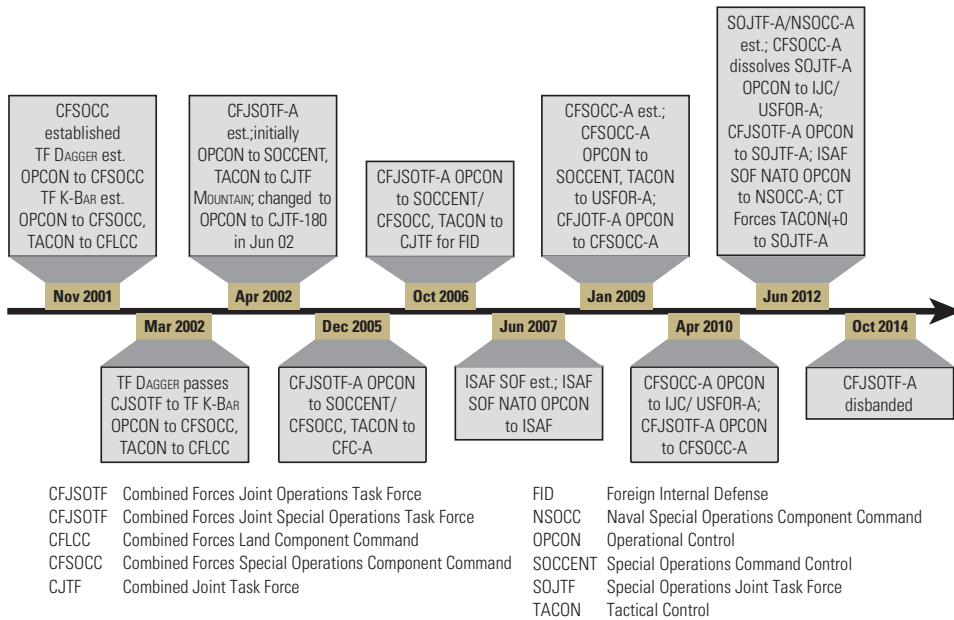 CFSOCC
established
TF DAGGER est.
OPCON to CFSOCC
TF K-BAR est.
OPCON to CFSOCC,
TACON to CFLCC
Nov 2001
TF DAGGER passes
CJSOTF to TF K-BAR
OPCON to CFSOCC,
TACON to CFLCC
Mar 2002
CFJSOTF-A
est.;initially
OPCON to SOCCENT,
TACON to CJTF
MOUNTAIN; changed to
OPCON to CJTF-180
in Jun 02
Apr 2002
CFJSOTF-A OPCON
to SOCCENT/
CFSOCC, TACON to
CFC-A
Dec 2005
CFJSOTF-A OPCON
to SOCCENT/
CFSOCC, TACON to
CJTF for FID
Oct 2006
ISAF SOF est.; ISAF
SOF NATO OPCON
to ISAF
Jun 2007
CFSOCC-A est.;
CFSOCC-A
OPCON to
SOCCENT, TACON to
USFOR-A;
CFJOTF-A OPCON
to CFSOCC-A
Jan 2009
CFSOCC-A OPCON
to IJC/ USFOR-A;
CFJSOTF-A OPCON
to CFSOCC-A
Apr 2010
SOJTF-A/NSOCC-A
est.; CFSOCC-A
dissolves SOJTF-A
OPCON to IJC/
USFOR-A;
CFJSOTF-A OPCON
to SOJTF-A; ISAF
SOF NATO OPCON
to NSOCC-A; CT
Forces TACON(+0
to SOJTF-A
Jun 2012
CFJSOTF-A
disbanded
Oct 2014
CFJSOTF Combined Forces Joint Operations Task Force
CFJSOTF Combined Forces Joint Special Operations Task Force
CFLCC Combined Forces Land Component Command
CFSOCC Combined Forces Special Operations Component Command
CJTF Combined Joint Task Force
FID Foreign Internal Defense
NSOCC Naval Special Operations Component Command
OPCON Operational Control
SOCCENT Special Operations Command Control
SOJTF Special Operations Joint Task Force
TACON Tactical Control